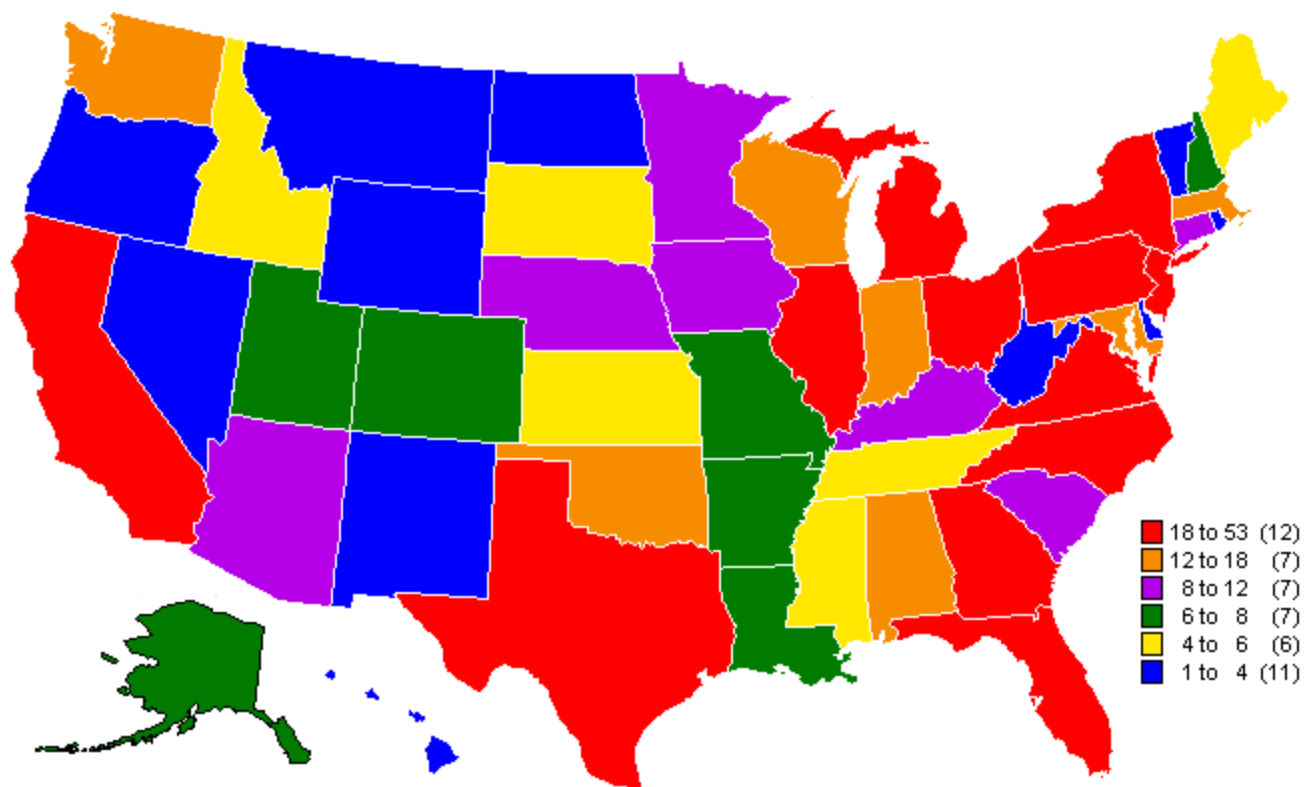 18 to 53 (12)
12 to 18 (7)
8 to 12 (7)
6 to 8 (7)
4 to 6 (6)
1 to 4 (11)